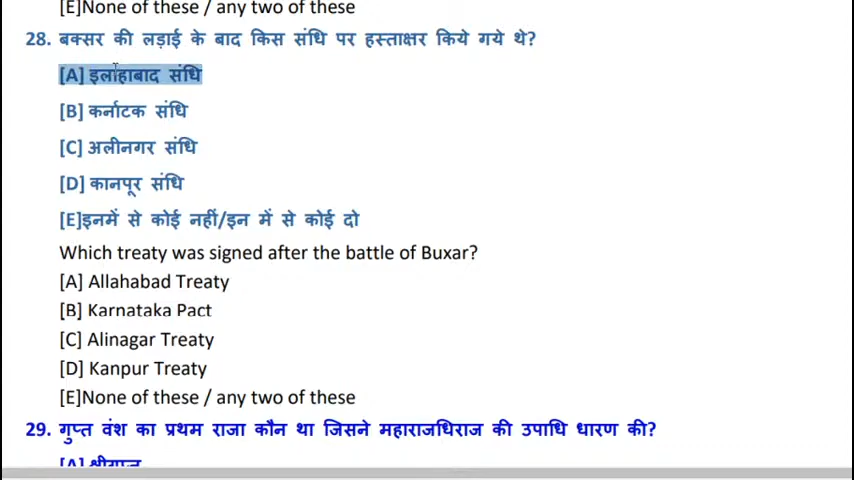 [E]None of these / any two of these
28. बक्सर की लड़ाई के बाद किस संधि पर हस्ताक्षर किये गये थे?
[A] इलाहाबाद संधि
[B] कर्नाटक संधि
[C] अलीनगर संधि
[D] कानपूर संधि
[E]इनमें से कोई नहीं/इन में से कोई दो
Which treaty was signed after the battle of Buxar?
[A] Allahabad Treaty
[B] Karnataka Pact
[C] Alinagar Treaty
[D] Kanpur Treaty
[E]None of these / any two of these
29. गुप्त वंश का प्रथम राजा कौन था जिसने महाराजधिराज की उपाधि धारण की?
[A] श्रीगुप्त